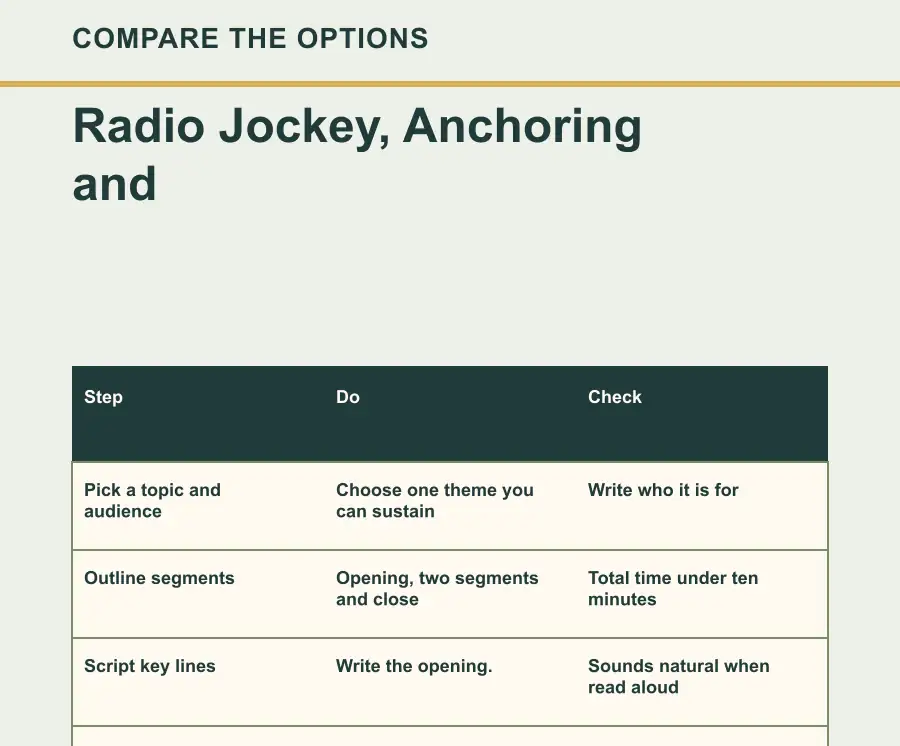 COMPARE THE OPTIONS
Radio Jockey, Anchoring
and
Step
Do
Check
Pick a topic and
audience
Choose one theme you
can sustain
Write who it is for
Outline segments
Opening, two segments
and close
Total time under ten
minutes
Script key lines
Write the opening.
Sounds natural when
read aloud